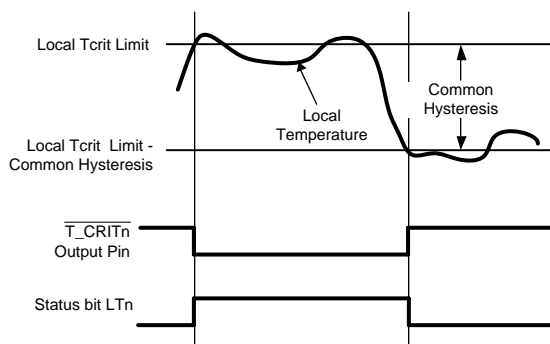 Local Tcrit Limit
Common
Hysteresis
Local
Temperature
Local Tcrit Limit -
Common Hysteresis
T_CRITn
Output Pin
Status bit LTn